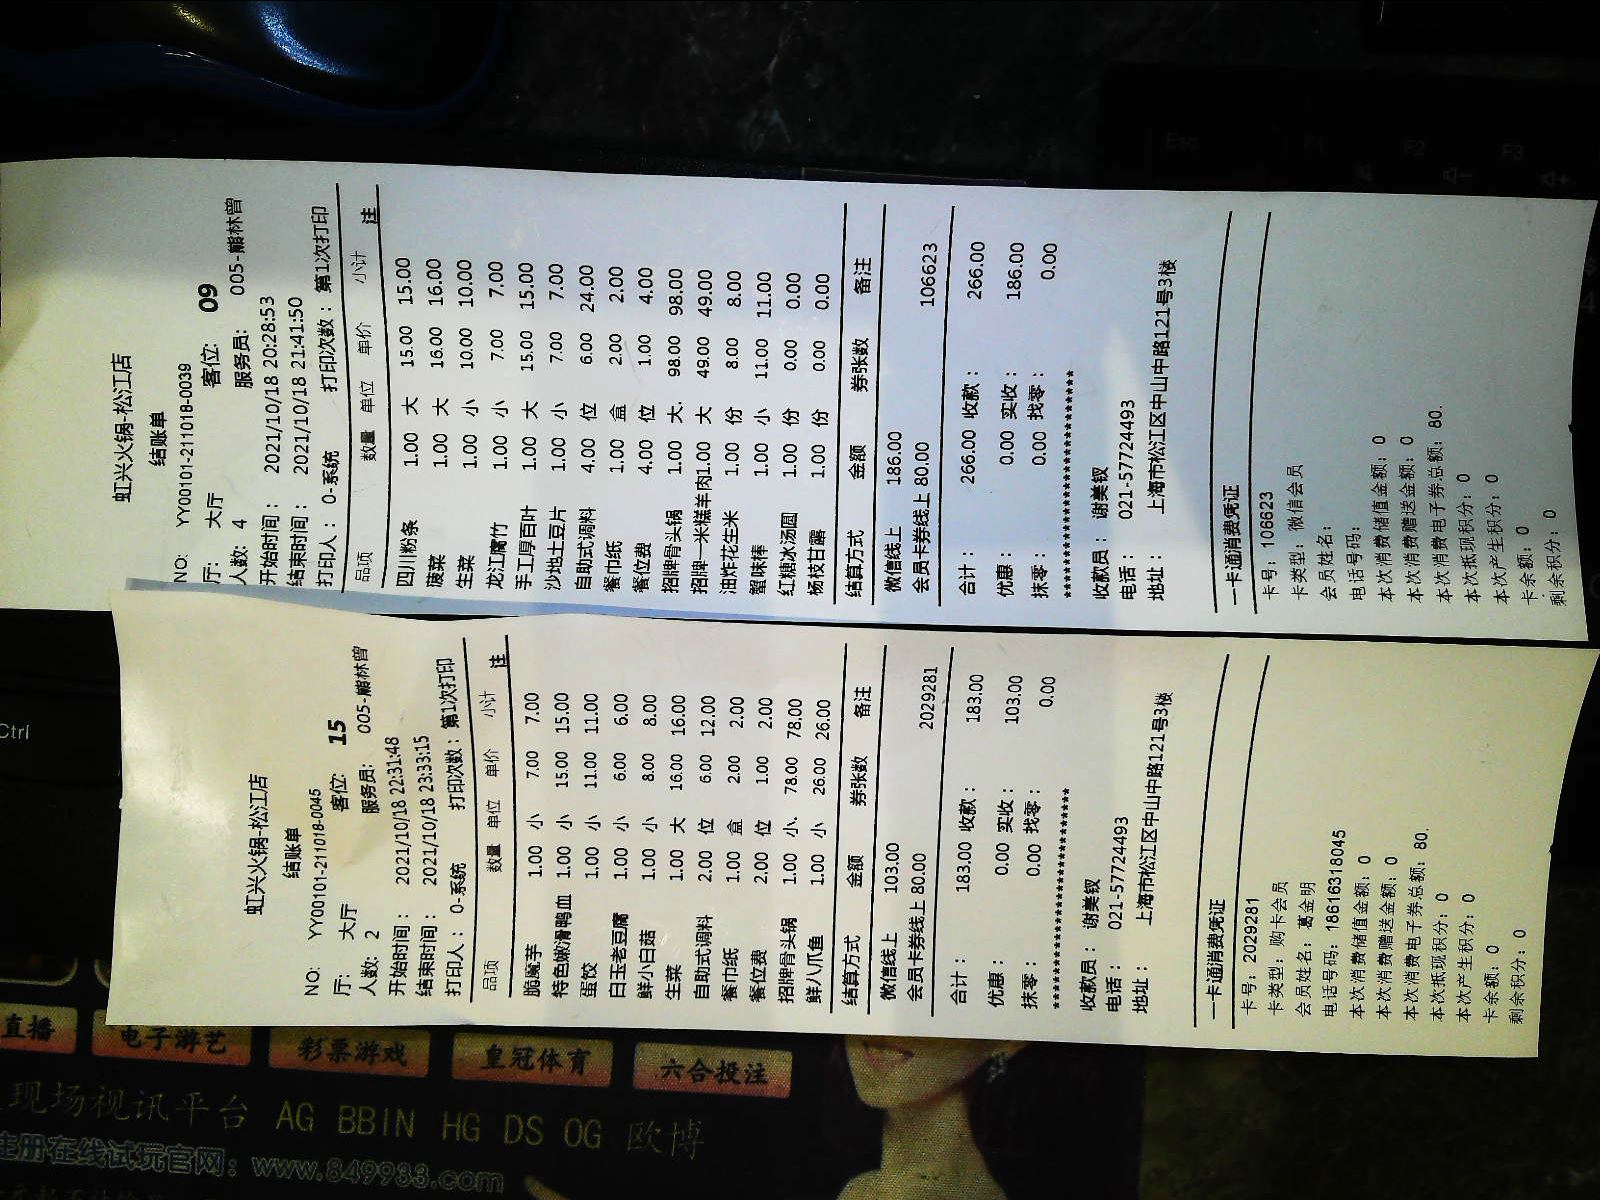 虹兴火锅-松江店
结账单
NO: YY00101-211018-0039
厅: 大厅 客位: 09
人数: 4 服务员: 005-熊林曾
开始时间: 2021/10/18 20:28:53
结束时间: 2021/10/18 21:41:50
打印人: 0-系统 打印次数: 第1次打印
品项 数量 单位 单价 小计 注
四川粉条 1.00 大 15.00 15.00
菠菜 1.00 大 16.00 16.00
生菜 1.00 小 10.00 10.00
龙江腐竹 1.00 小 7.00 7.00
手工厚百叶 1.00 大 15.00 15.00
沙地土豆片 1.00 小 7.00 7.00
自助式调料 4.00 位 6.00 24.00
餐巾纸 1.00 盒 2.00 2.00
餐位费 4.00 位 1.00 4.00
招牌骨头锅 1.00 大. 98.00 98.00
招牌一米糕羊肉1.00 大 49.00 49.00
油炸花生米 1.00 份 8.00 8.00
蟹味棒 1.00 小 11.00 11.00
红糖冰汤圆 1.00 份 0.00 0.00
杨枝甘露 1.00 份 0.00 0.00
结算方式 金额 券张数 备注
微信线上 186.00
会员卡券线上 80.00 106623
合计: 266.00 收款: 266.00
优惠: 0.00 实收: 186.00
抹零: 0.00 找零: 0.00
收款员: 谢美钗
电话: 021-57724493
地址: 上海市松江区中山中路121号3楼
一卡通消费凭证
卡号: 106623
卡类型: 微信会员
会员姓名:
电话号码:
本次消费储值金额: 0
本次消费赠送金额: 0
本次消费电子券总额: 80.
本次抵现积分: 0
本次产生积分: 0
卡余额: 0
剩余积分: 0
虹兴火锅-松江店
结账单
NO: YY00101-211018-0045
厅: 大厅 客位: 15
人数: 2 服务员: 005-熊林曾
开始时间: 2021/10/18 22:31:48
结束时间: 2021/10/18 23:33:15
打印人: 0-系统 打印次数: 第1次打印
品项 数量 单位 单价 小计 注
脆魔芋 1.00 小 7.00 7.00
特色嫩滑鸭血 1.00 小 15.00 15.00
蛋饺 1.00 小 11.00 11.00
白玉老豆腐 1.00 小 6.00 6.00
鲜小白菇 1.00 小 8.00 8.00
生菜 1.00 大 16.00 16.00
自助式调料 2.00 位 6.00 12.00
餐巾纸 1.00 盒 2.00 2.00
餐位费 2.00 位 1.00 2.00
招牌骨头锅 1.00 小. 78.00 78.00
鲜八爪鱼 1.00 小 26.00 26.00
结算方式 金额 券张数 备注
微信线上 103.00
会员卡券线上 80.00 2029281
合计: 183.00 收款: 183.00
优惠: 0.00 实收: 103.00
抹零: 0.00 找零: 0.00
收款员: 谢美钗
电话: 021-57724493
地址: 上海市松江区中山中路121号3楼
一卡通消费凭证
卡号: 2029281
卡类型: 购卡会员
会员姓名: 葛金明
电话号码: 18616318045
本次消费储值金额: 0
本次消费赠送金额: 0
本次消费电子券总额: 80.
本次抵现积分: 0
本次产生积分: 0
卡余额: 0
剩余积分: 0
Esc F1 F2 F3
Ctrl
直播 电子游艺 彩票游戏 皇冠体育 六合投注
现场视讯平台 AG BBIN HG DS OG 欧博
注册在线试玩官网: www.849933.com